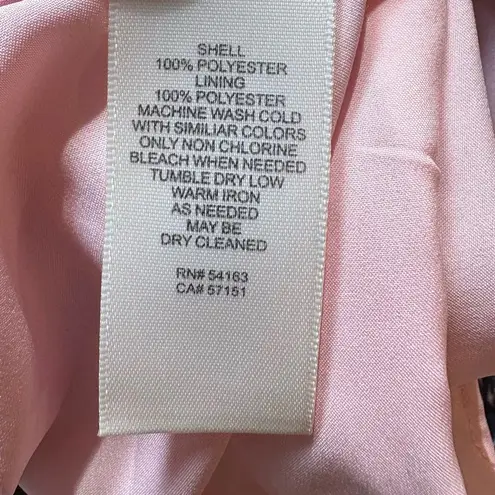 SHELL
100% POLYESTER
LINING
100% POLYESTER
MACHINE WASH COLD
WITH SIMILIAR COLORS
ONLY NON CHLORINE
BLEACH WHEN NEEDED
TUMBLE DRY LOW
WARM IRON
AS NEEDED
MAY BE
DRY CLEANED
RN# 54163
CA# 57151